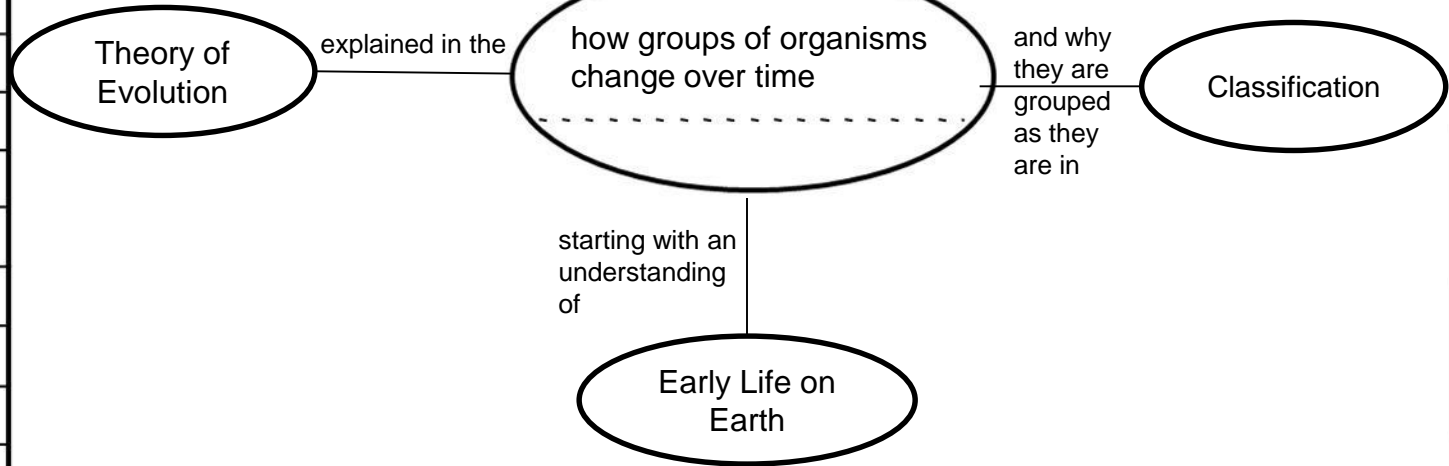 Theory of
Evolution
explained in the
how groups of organisms
change over time
and why
they are
grouped
as they
are in
Classification
starting with an
understanding
of
Early Life on
Earth